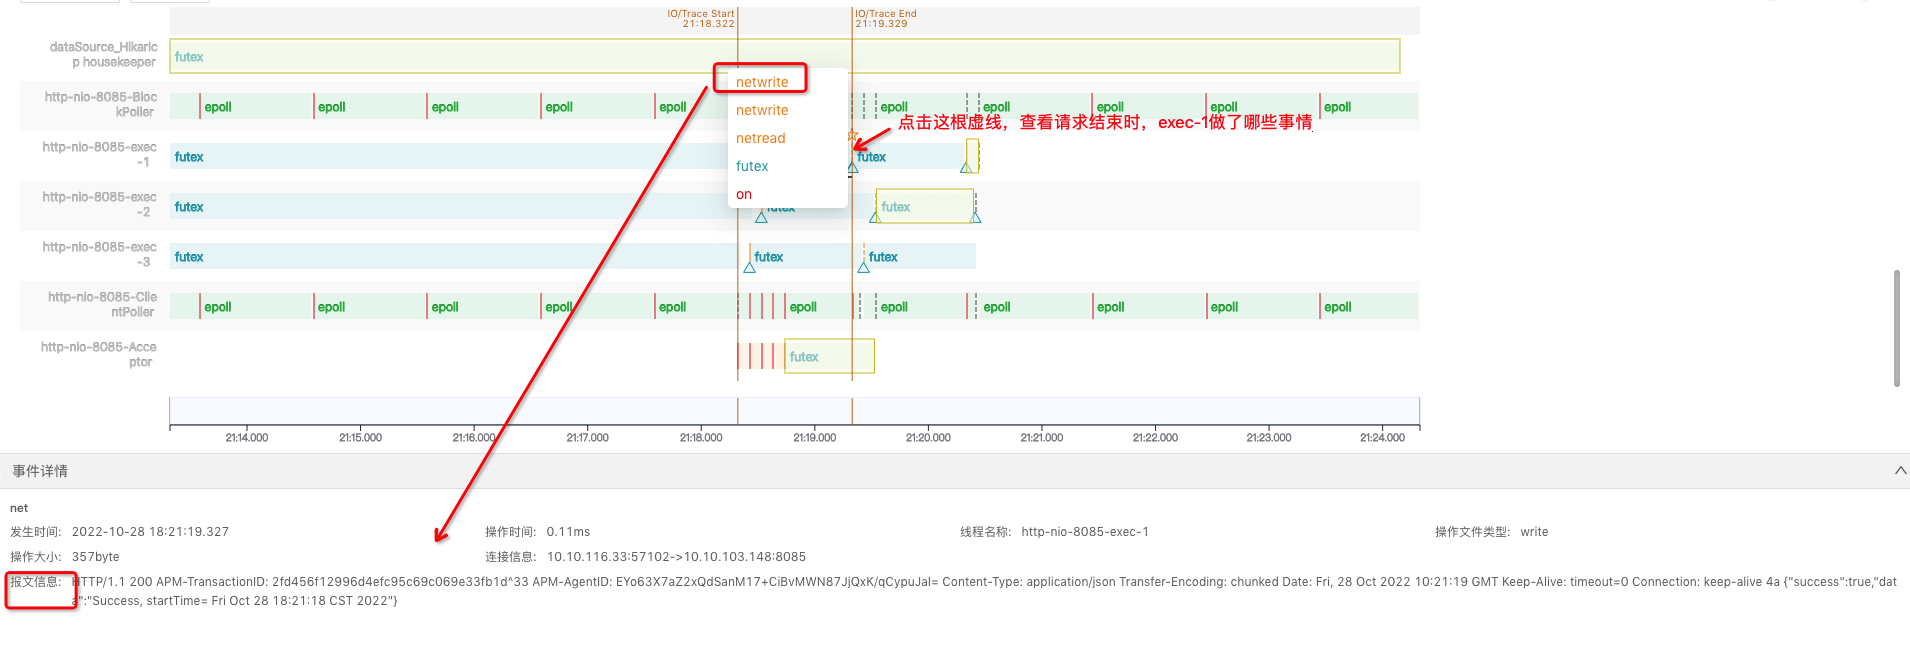 IO/Trace Start
21:18.322
IO/Trace End
21:19.329
dataSource_Hikaric
p housekeeper
futex
netwrite
netwrite
netread
futex
on
http-nio-8085-Bloc
kPoller
epoll
epoll
epoll
epoll
epoll
epoll
epoll
epoll
epoll
epoll
点击这根虚线，查看请求结束时，exec-1做了哪些事情
http-nio-8085-exec
-1
futex
futex
http-nio-8085-exec
-2
futex
futex
futex
http-nio-8085-exec
-3
futex
futex
futex
http-nio-8085-Clie
ntPoller
epoll
epoll
epoll
epoll
epoll
epoll
epoll
epoll
epoll
epoll
epoll
http-nio-8085-Acce
ptor
futex
21:14.000
21:15.000
21:16.000
21:17.000
21:18.000
21:19.000
21:20.000
21:21.000
21:22.000
21:23.000
21:24.000
事件详情
net
发生时间: 2022-10-28 18:21:19.327
操作时间: 0.11ms
线程名称: http-nio-8085-exec-1
操作文件类型: write
操作大小: 357byte
连接信息: 10.10.116.33:57102->10.10.103.148:8085
报文信息: HTTP/1.1 200 APM-TransactionID: 2fd456f12996d4efc95c69c069e33fb1d^33 APM-AgentID: EYo63X7aZ2xQdSanM17+CiBvMWN87JjQxK/qCypuJaI= Content-Type: application/json Transfer-Encoding: chunked Date: Fri, 28 Oct 2022 10:21:19 GMT Keep-Alive: timeout=0 Connection: keep-alive 4a {"success":true,"dat
a":"Success, startTime= Fri Oct 28 18:21:18 CST 2022"}